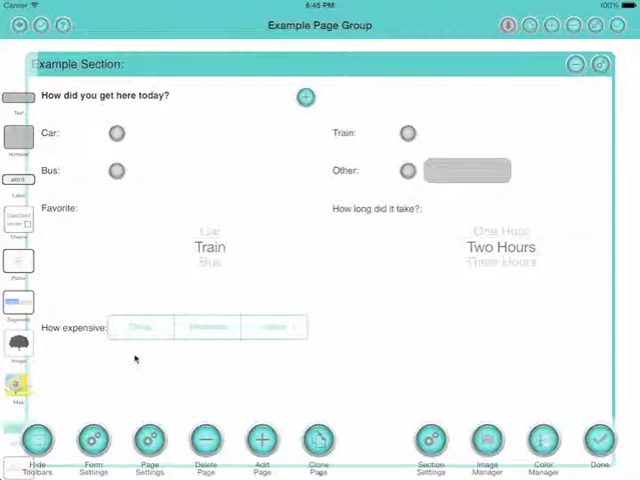 Carrier
6:45 PM
100%
Example Page Group
Example Section:
How did you get here today?
Car:
Train:
Bus:
Other:
Favorite:
How long did it take?:
Car
Train
Bus
One Hour
Two Hours
Three Hours
How expensive:
Label
Image
Map
Hide Toolbars
Form Settings
Page Settings
Delete Page
Add Page
Clone Page
Section Settings
Image Manager
Color Manager
Done